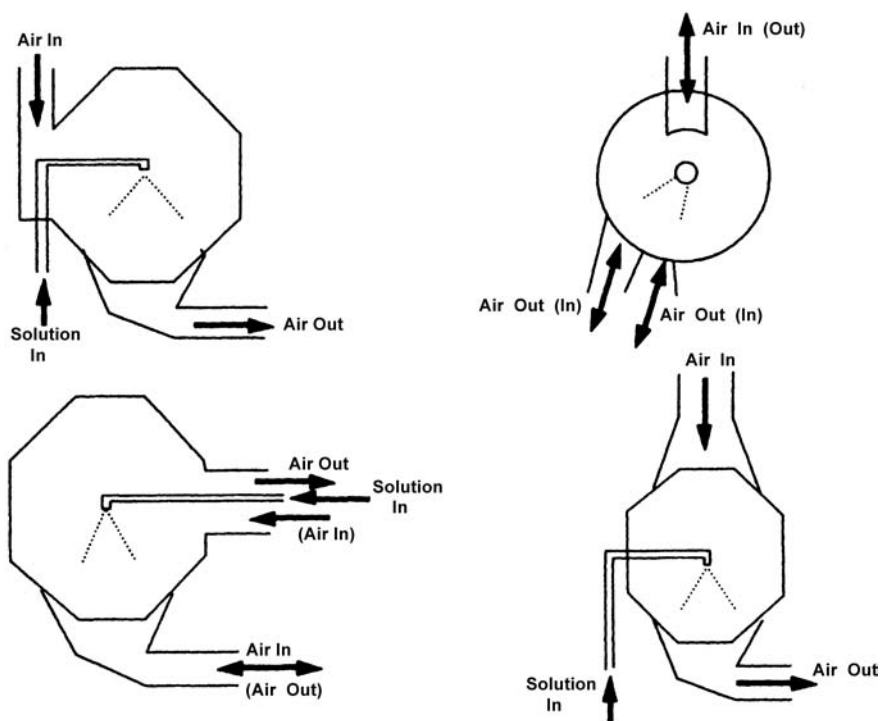 Air In
Solution
In
Air Out
Air In (Out)
Air Out (In)
Air Out (In)
Air Out
Solution
In
(Air In)
Air In
(Air Out)
Air In
Solution
In
Air Out